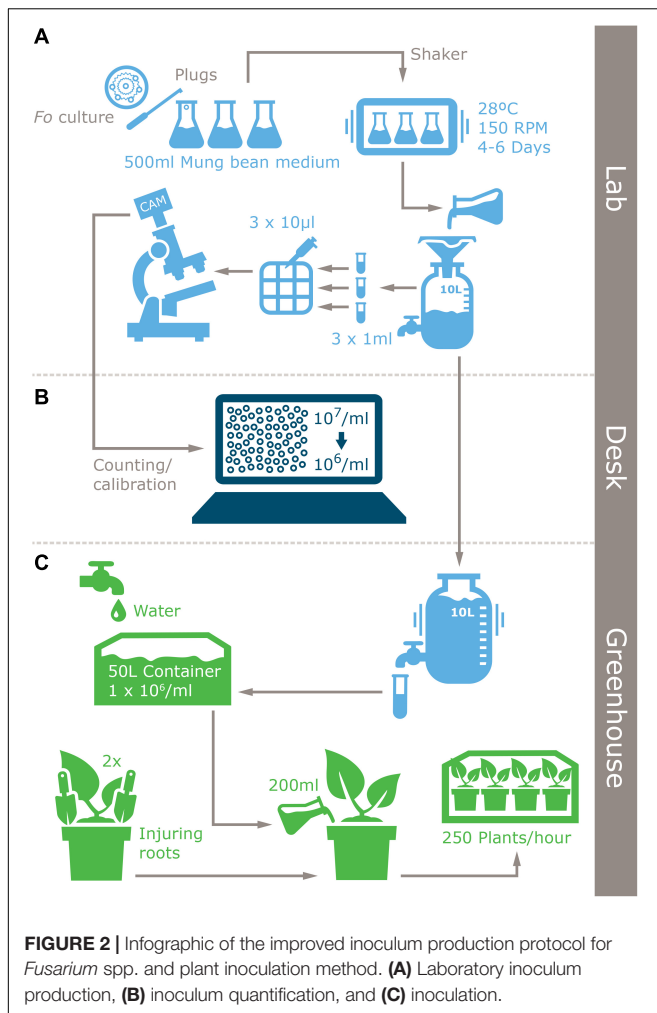 A
Shaker
Plugs
Fo culture
500ml Mung bean medium
28ºC
150 RPM
4-6 Days
Lab
CAM
3 x 10µl
10L
3 x 1ml
B
10⁷/ml
10⁶/ml
Counting/
calibration
Desk
C
Water
10L
50L Container
1 x 10⁶/ml
Greenhouse
2x
Injuring
roots
200ml
250 Plants/hour
FIGURE 2 | Infographic of the improved inoculum production protocol for
Fusarium spp. and plant inoculation method. (A) Laboratory inoculum
production, (B) inoculum quantification, and (C) inoculation.